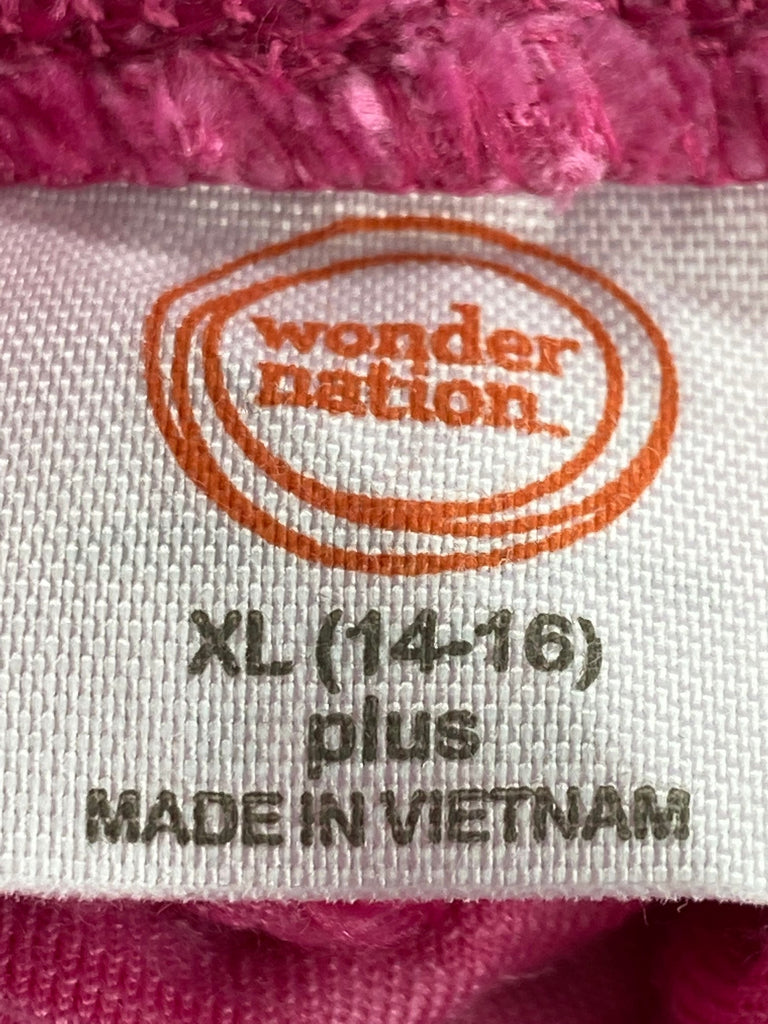 wonder
nation
XL (14-16)
plus
MADE IN VIETNAM